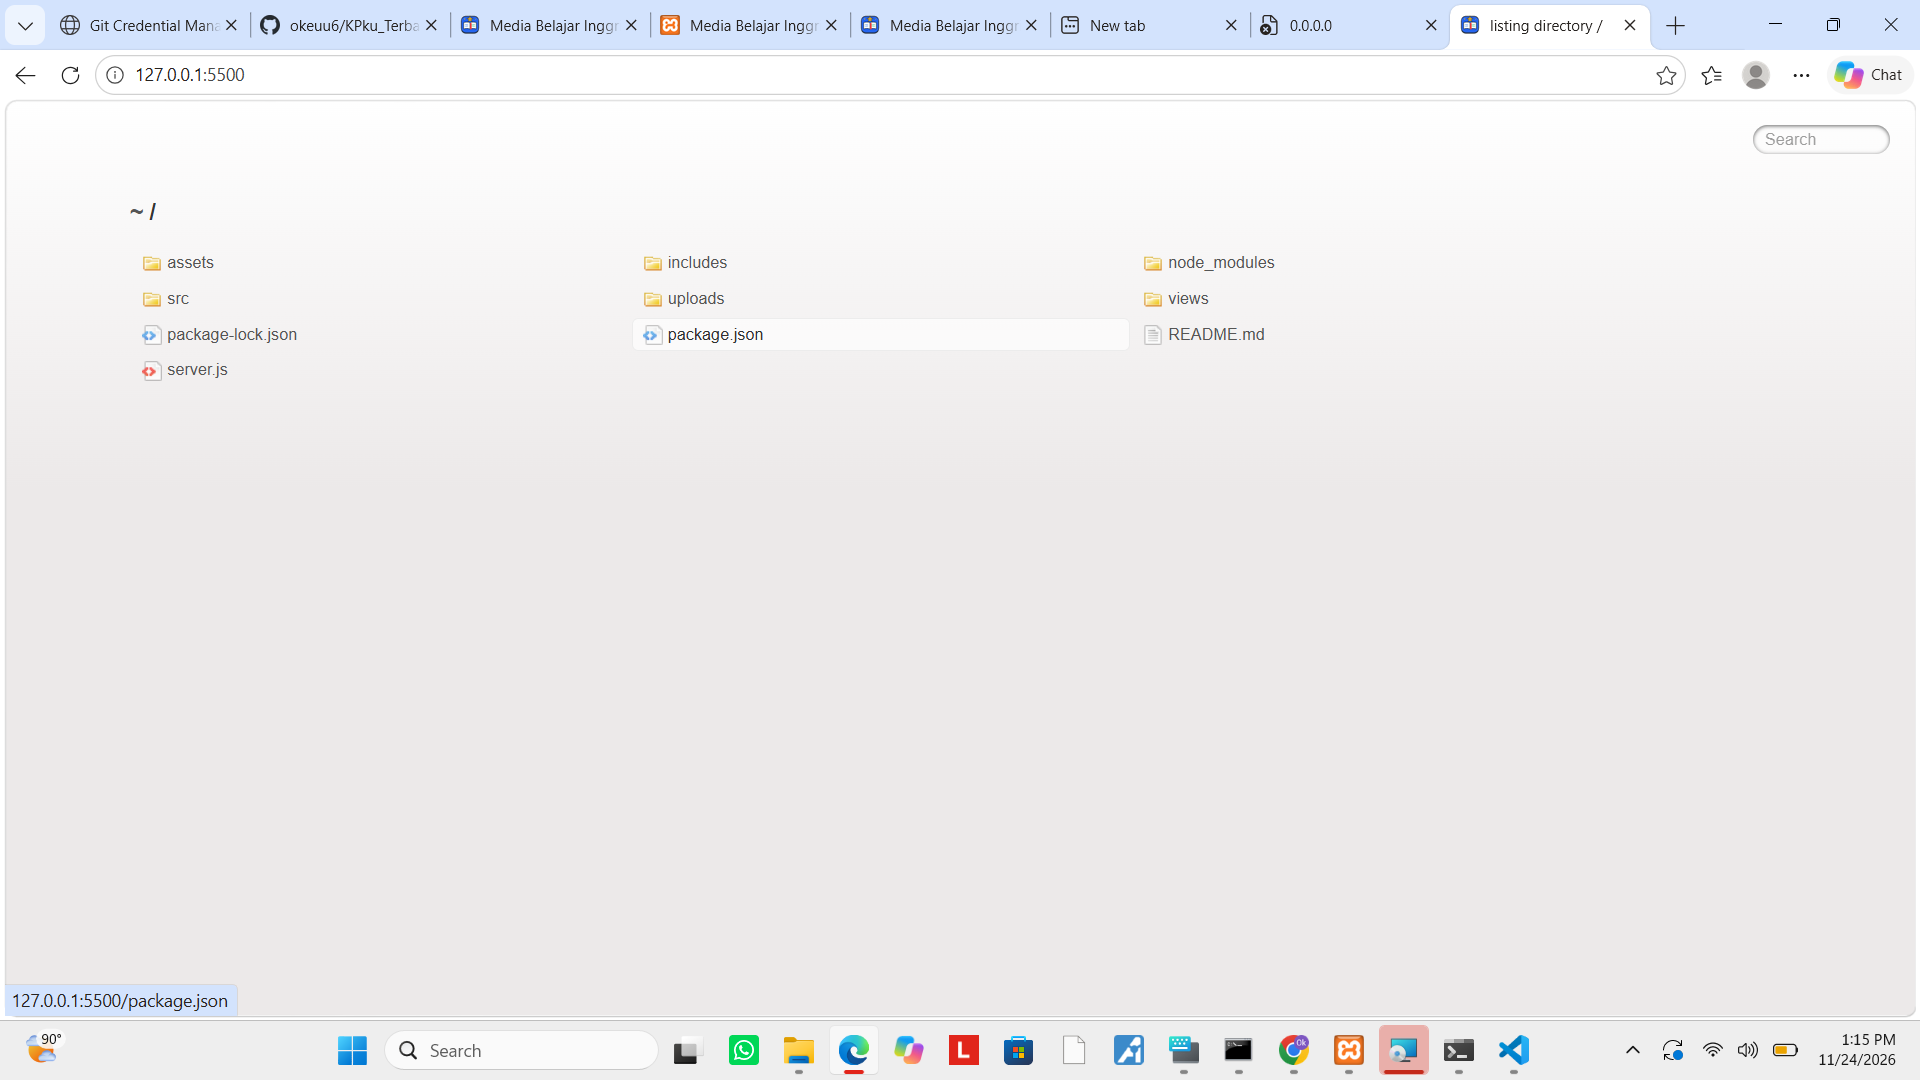 Git Credential Mana
okeuu6/KPku_Terba
Media Belajar Inggr
Media Belajar Inggr
Media Belajar Inggr
New tab
0.0.0.0
listing directory /
127.0.0.1:5500
Chat
Search
~ /
assets
includes
node_modules
src
uploads
views
package-lock.json
package.json
README.md
server.js
127.0.0.1:5500/package.json
90°
Search
L
Ok
1:15 PM
11/24/2026